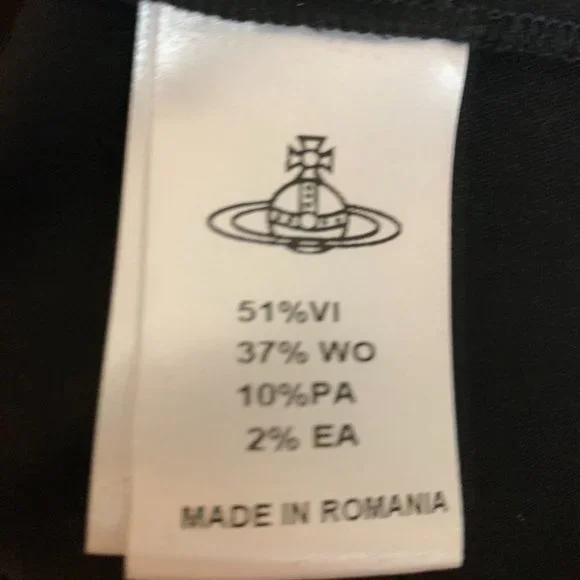 51%VI
37% WO
10%PA
2% EA
MADE IN ROMANIA